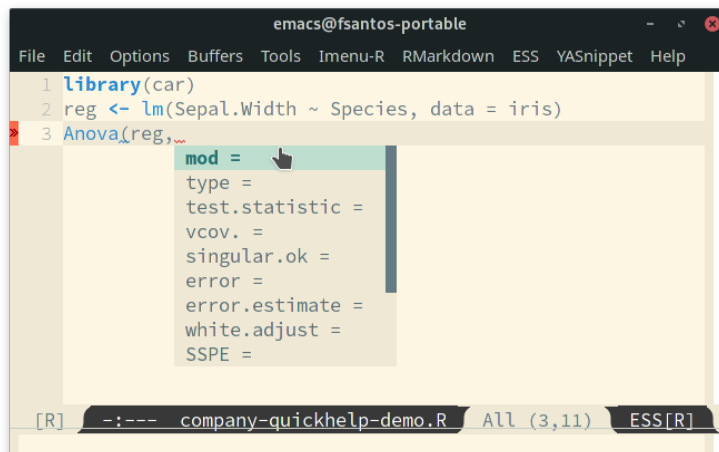 emacs@fsantos-portable
File Edit Options Buffers Tools Imenu-R RMarkdown ESS YASnippet Help
1 library(car)
2 reg <- lm(Sepal.Width ~ Species, data = iris)
» 3 Anova(reg,
mod =
type =
test.statistic =
vcov. =
singular.ok =
error =
error.estimate =
white.adjust =
SSPE =
[R] -:--- company-quickhelp-demo.R All (3,11) ESS[R]